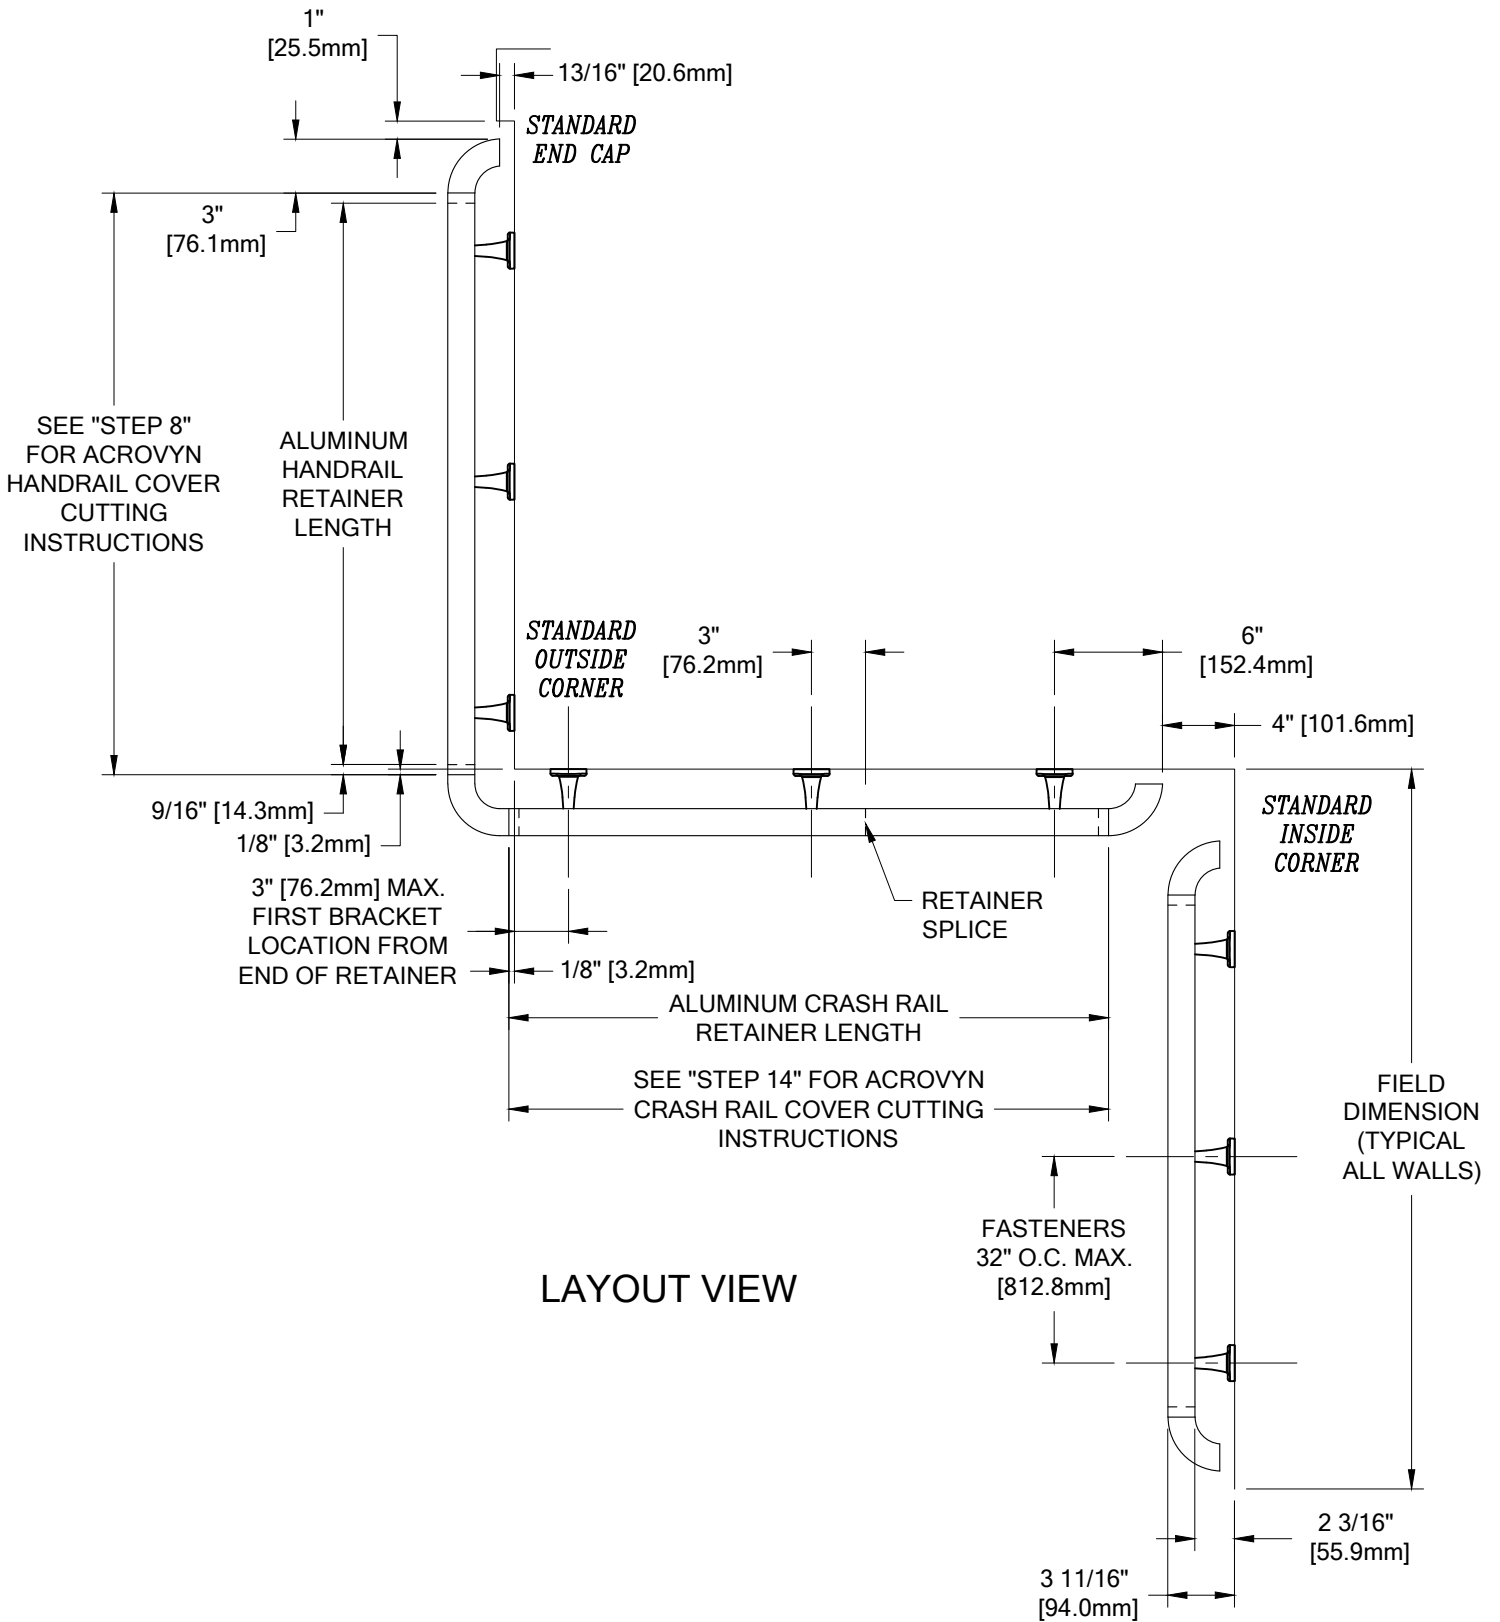 1"
[25.5mm]
13/16" [20.6mm]
STANDARD
END CAP
3"
[76.1mm]
SEE "STEP 8"
FOR ACROVYN
HANDRAIL COVER
CUTTING
INSTRUCTIONS
ALUMINUM
HANDRAIL
RETAINER
LENGTH
STANDARD
OUTSIDE
CORNER
3"
[76.2mm]
6"
[152.4mm]
4" [101.6mm]
9/16" [14.3mm]
1/8" [3.2mm]
STANDARD
INSIDE
CORNER
3" [76.2mm] MAX.
FIRST BRACKET
LOCATION FROM
END OF RETAINER
RETAINER
SPLICE
1/8" [3.2mm]
ALUMINUM CRASH RAIL
RETAINER LENGTH
SEE "STEP 14" FOR ACROVYN
CRASH RAIL COVER CUTTING
INSTRUCTIONS
FIELD
DIMENSION
(TYPICAL
ALL WALLS)
FASTENERS
32" O.C. MAX.
[812.8mm]
LAYOUT VIEW
2 3/16"
[55.9mm]
3 11/16"
[94.0mm]